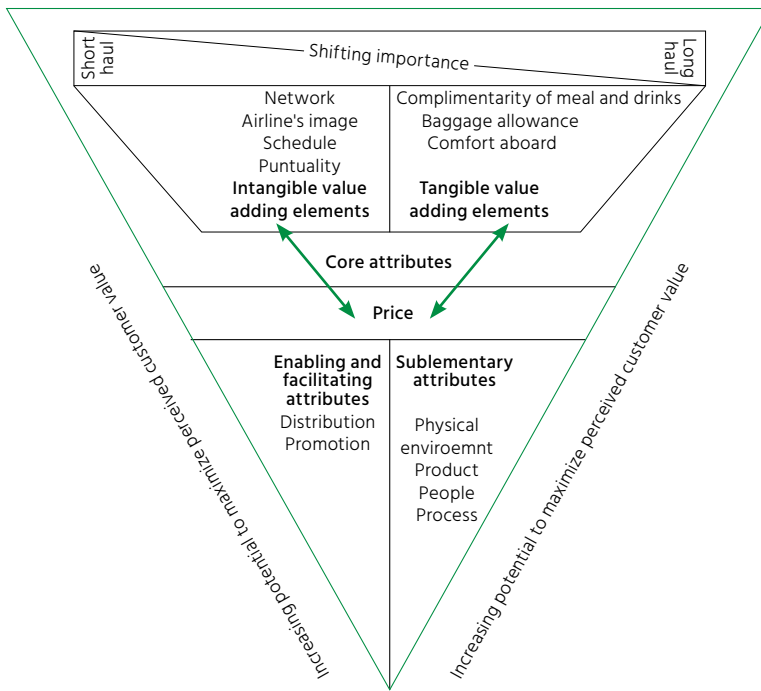 Short
haul
Shifting importance
Long
haul
Network
Airline's image
Schedule
Puntuality
Intangible value
adding elements
Complimentarity of meal and drinks
Baggage allowance
Comfort aboard
Tangible value
adding elements
Core attributes
Price
Enabling and
facilitating
attributes
Distribution
Promotion
Sublementary
attributes
Physical
enviroemnt
Product
People
Process
Increasing potential to maximize perceived customer value
Increasing potential to maximize perceived customer value